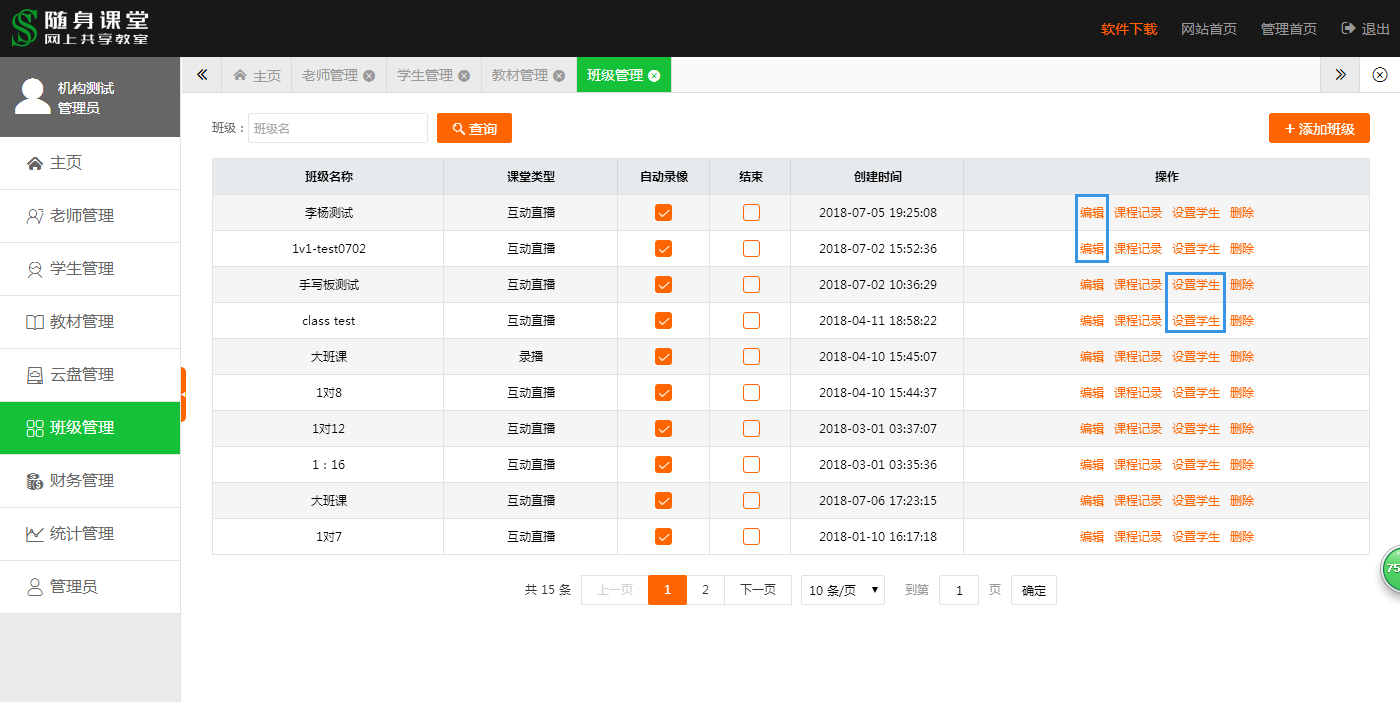 随身课堂
网上共享教室
软件下载 网站首页 管理首页 退出
机构测试
管理员
主页 老师管理 学生管理 教材管理 班级管理
主页
老师管理
学生管理
教材管理
云盘管理
班级管理
财务管理
统计管理
管理员
班级： 班级名 查询 +添加班级
班级名称 课堂类型 自动录像 结束 创建时间 操作
李杨测试 互动直播 2018-07-05 19:25:08 编辑 课程记录 设置学生 删除
1v1-test0702 互动直播 2018-07-02 15:52:36 编辑 课程记录 设置学生 删除
手写板测试 互动直播 2018-07-02 10:36:29 编辑 课程记录 设置学生 删除
class test 互动直播 2018-04-11 18:58:22 编辑 课程记录 设置学生 删除
大班课 录播 2018-04-10 15:45:07 编辑 课程记录 设置学生 删除
1对8 互动直播 2018-04-10 15:44:37 编辑 课程记录 设置学生 删除
1对12 互动直播 2018-03-01 03:37:07 编辑 课程记录 设置学生 删除
1：16 互动直播 2018-03-01 03:35:36 编辑 课程记录 设置学生 删除
大班课 互动直播 2018-07-06 17:23:15 编辑 课程记录 设置学生 删除
1对7 互动直播 2018-01-10 16:17:18 编辑 课程记录 设置学生 删除
共 15 条 上一页 1 2 下一页 10 条/页 到第 1 页 确定
75